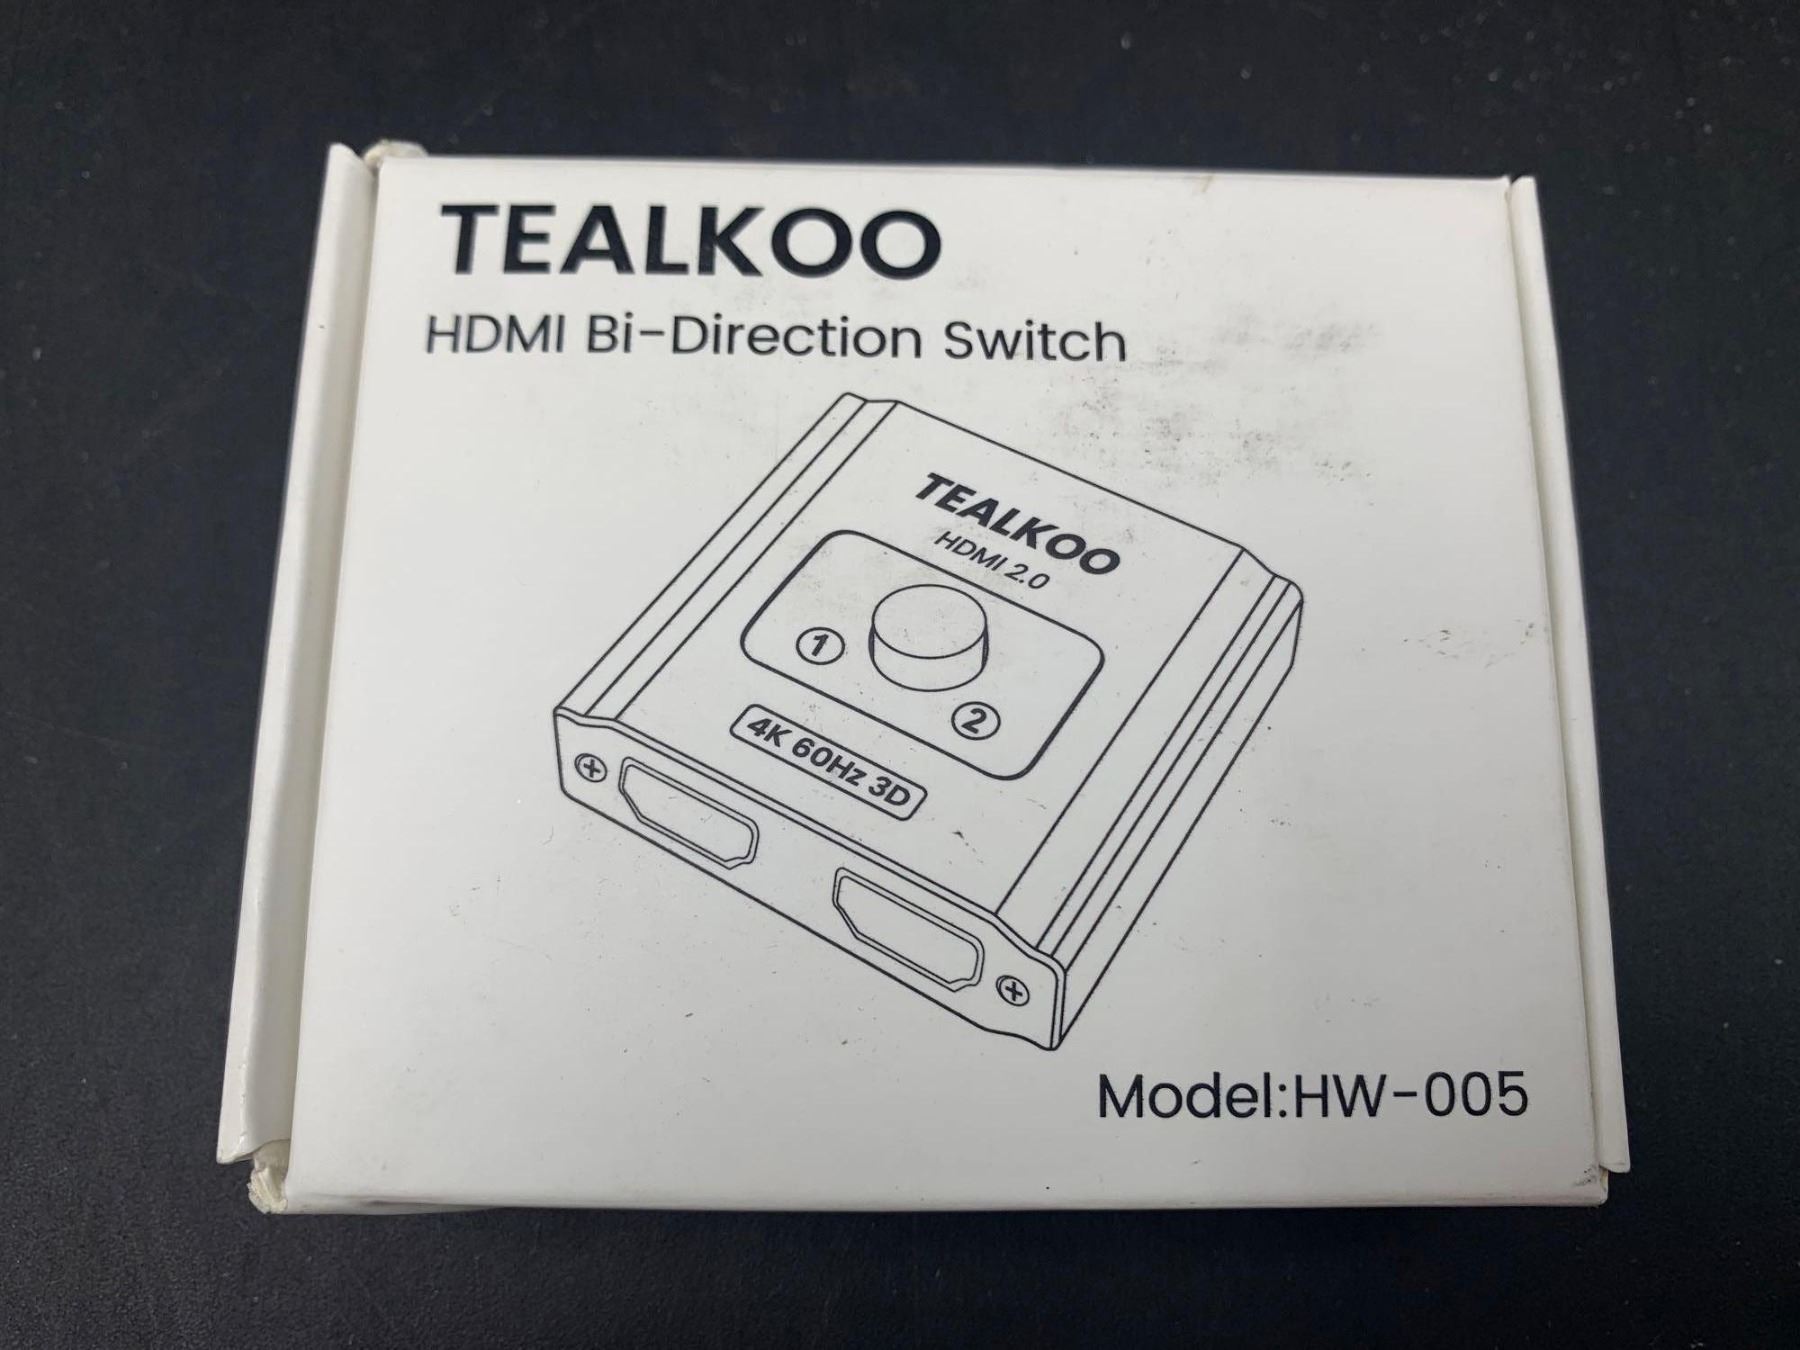 TEALKOO
HDMI Bi-Direction Switch
TEALKOO
HDMI 2.0
1
2
4K 60Hz 3D
Model:HW-005